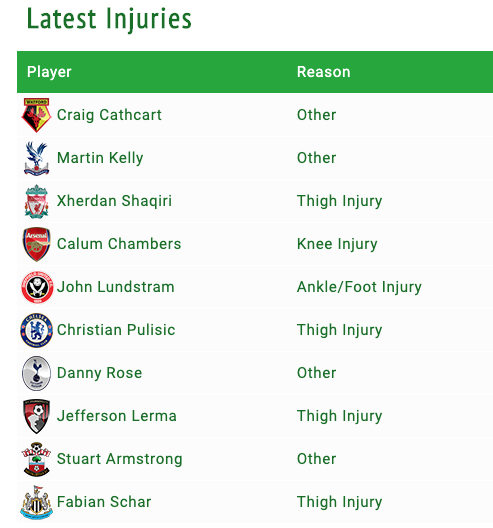 Latest Injuries
Player Reason
Craig Cathcart Other
Martin Kelly Other
Xherdan Shaqiri Thigh Injury
Calum Chambers Knee Injury
John Lundstram Ankle/Foot Injury
Christian Pulisic Thigh Injury
Danny Rose Other
Jefferson Lerma Thigh Injury
Stuart Armstrong Other
Fabian Schar Thigh Injury